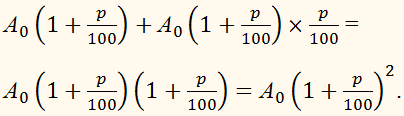 A₀(1 + p/100) + A₀(1 + p/100) × p/100 =
A₀(1 + p/100)(1 + p/100) = A₀(1 + p/100)².